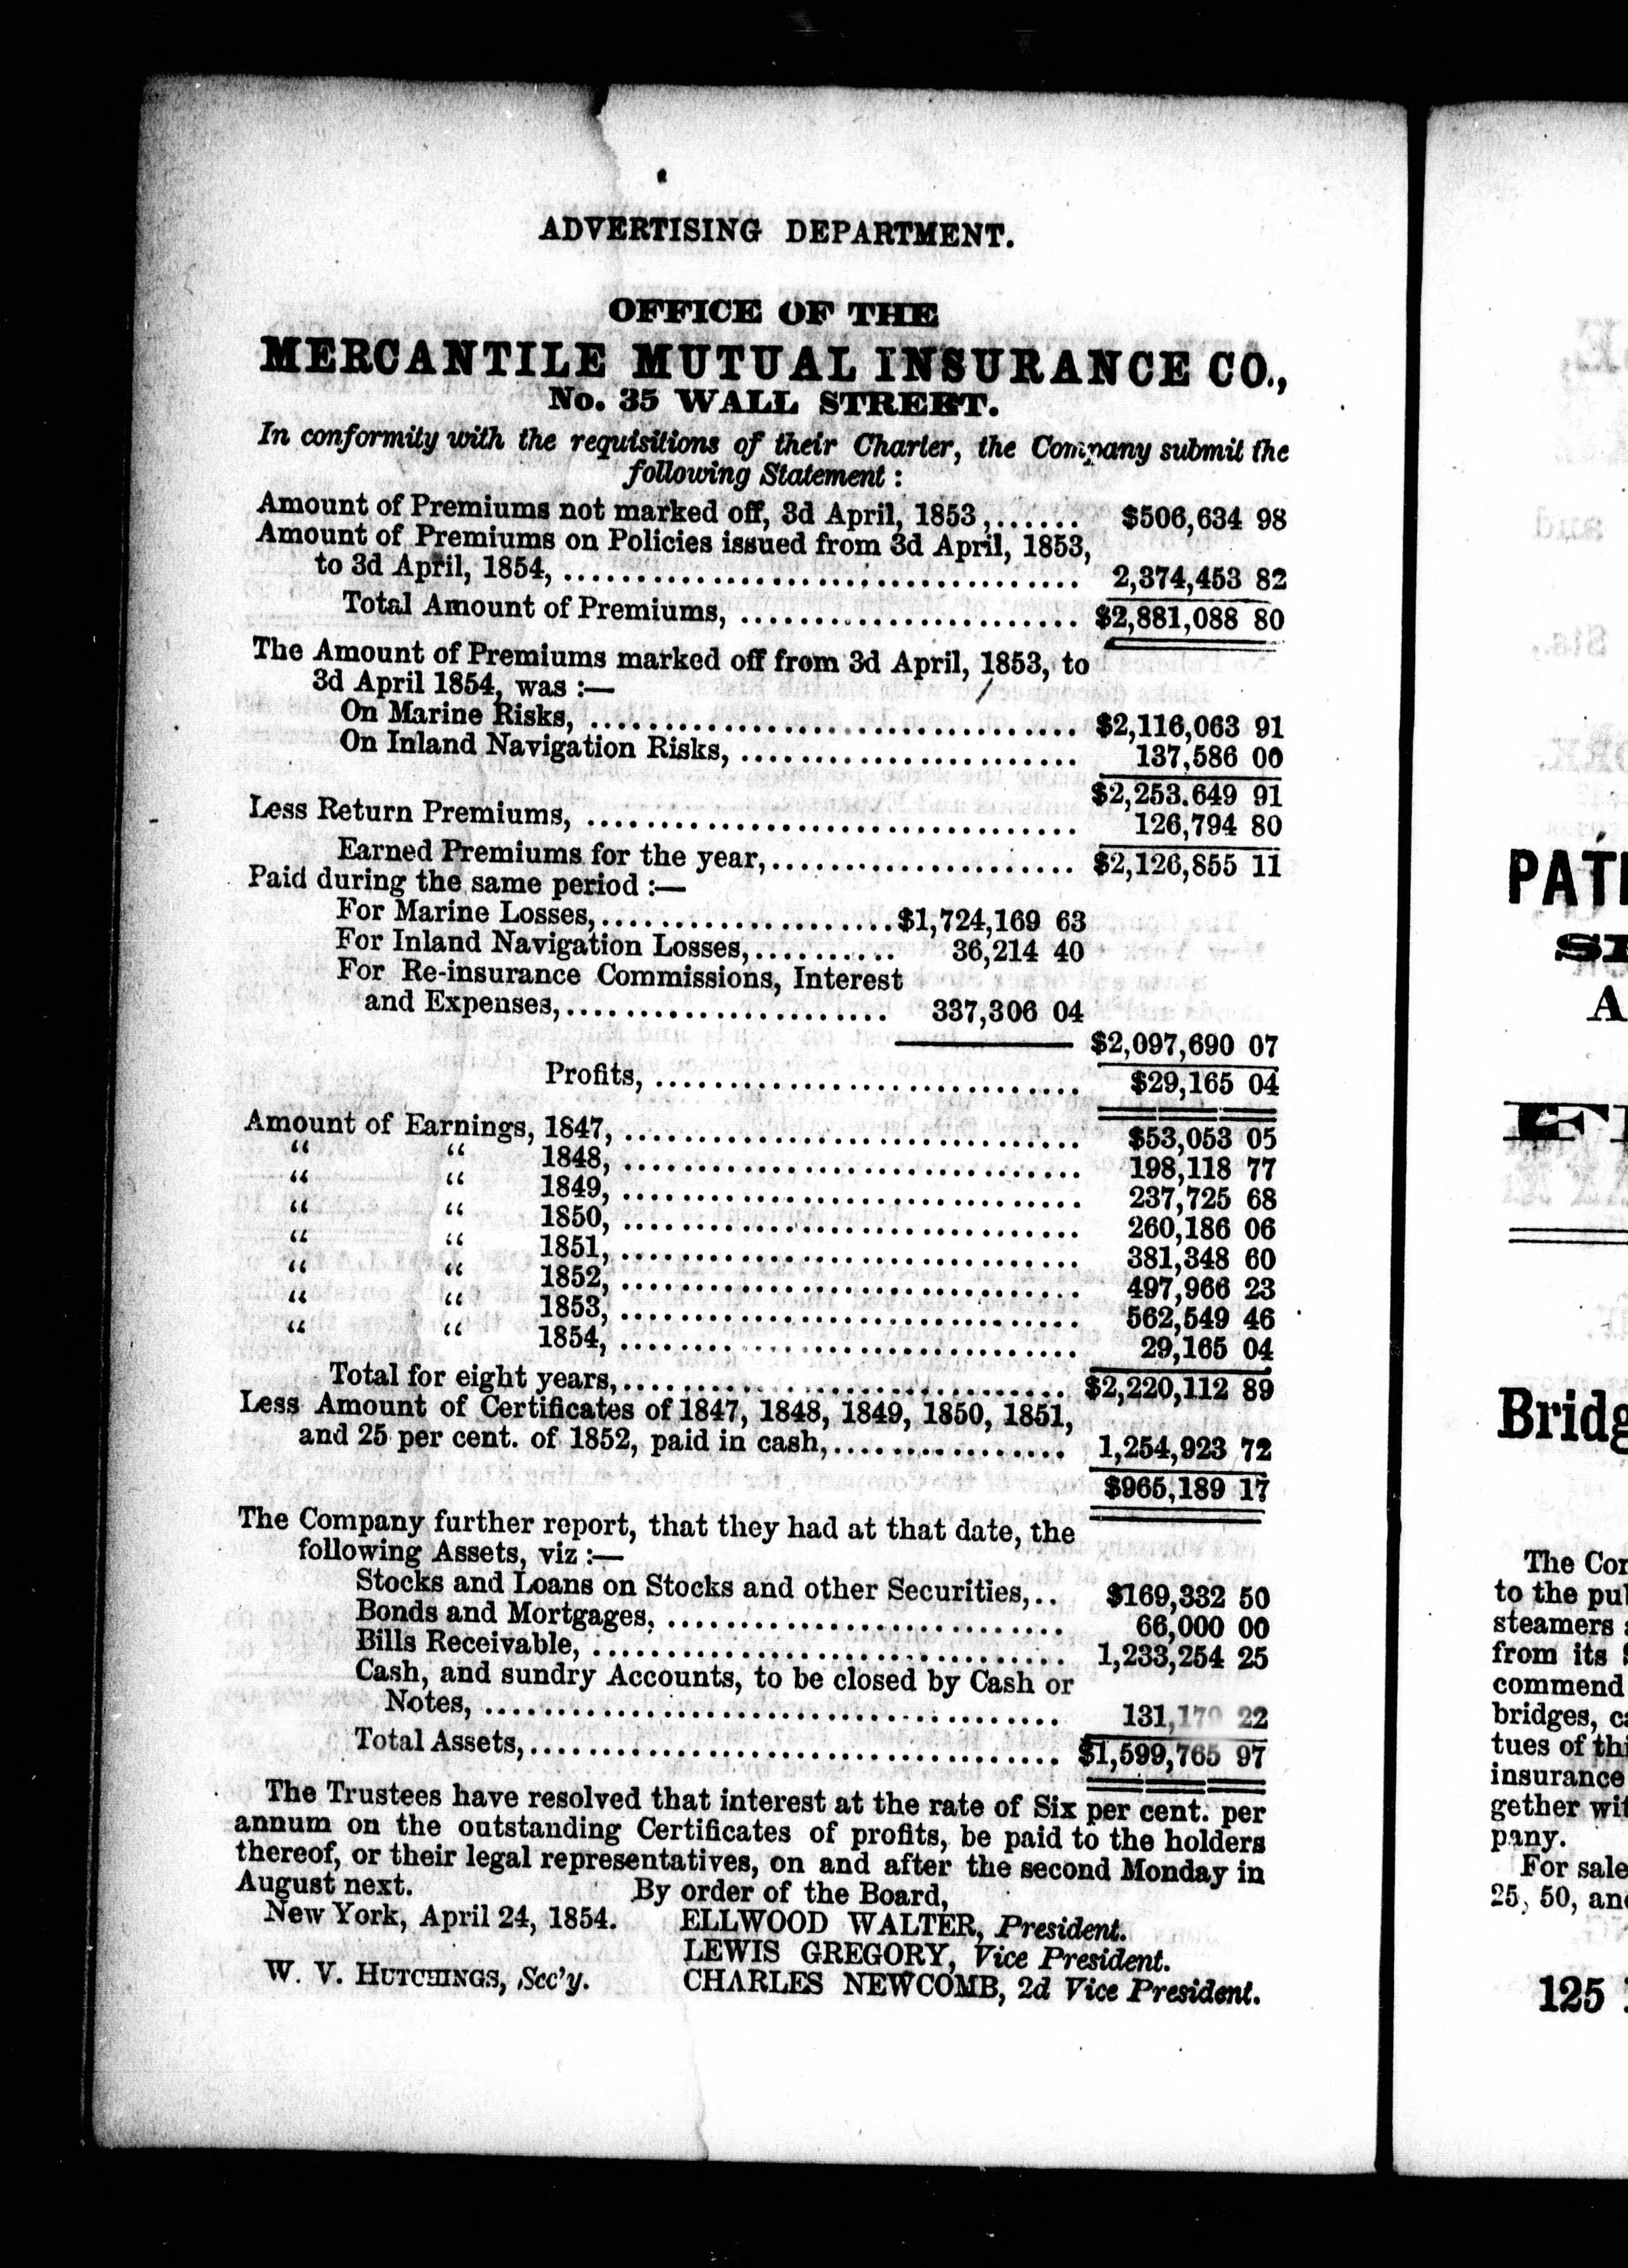 ADVERTISING DEPARTMENT.
OFFICE OF THE
MERCANTILE MUTUAL INSURANCE CO.,
No. 35 WALL STREET.
In conformity with the requisitions of their Charter, the Company submit the
following Statement :
Amount of Premiums not marked off, 3d April, 1853,....... $506,634 98
Amount of Premiums on Policies issued from 3d April, 1853,
to 3d April, 1854, ................................... 2,374,453 82
Total Amount of Premiums, ....................... $2,881,088 80
The Amount of Premiums marked off from 3d April, 1853, to
3d April 1854, was :—
On Marine Risks, ................................. $2,116,063 91
On Inland Navigation Risks, ....................... 137,586 00
$2,253.649 91
Less Return Premiums, .................................. 126,794 80
Earned Premiums for the year,..................... $2,126,855 11
Paid during the same period :—
For Marine Losses,.....................$1,724,169 63
For Inland Navigation Losses,.......... 36,214 40
For Re-insurance Commissions, Interest
and Expenses,...................... 337,306 04
$2,097,690 07
Profits, ............................. $29,165 04
Amount of Earnings, 1847, ............................... $53,053 05
“ “ 1848, ............................... 198,118 77
“ “ 1849, ............................... 237,725 68
“ “ 1850, ............................... 260,186 06
“ “ 1851, ............................... 381,348 60
“ “ 1852, ............................... 497,966 23
“ “ 1853, ............................... 562,549 46
“ “ 1854, ............................... 29,165 04
Total for eight years,.............................. $2,220,112 89
Less Amount of Certificates of 1847, 1848, 1849, 1850, 1851,
and 25 per cent. of 1852, paid in cash,................ 1,254,923 72
$965,189 17
The Company further report, that they had at that date, the
following Assets, viz :—
Stocks and Loans on Stocks and other Securities,.. $169,332 50
Bonds and Mortgages, ........................... 66,000 00
Bills Receivable, ................................ 1,233,254 25
Cash, and sundry Accounts, to be closed by Cash or
Notes, ....................................... 22
Total Assets,.................................... $1,599,765 97
The Trustees have resolved that interest at the rate of Six per cent. per
annum on the outstanding Certificates of profits, be paid to the holders
thereof, or their legal representatives, on and after the second Monday in
August next. By order of the Board,
New York, April 24, 1854. ELLWOOD WALTER, President.
LEWIS GREGORY, Vice President.
W. V. HUTCHINGS, Sec'y. CHARLES NEWCOMB, 2d Vice President.
SI
A
FI
The
to the
steamers
from its
commend
bridges,
tues of
insurance
pany.
For sale
25, 50,
125